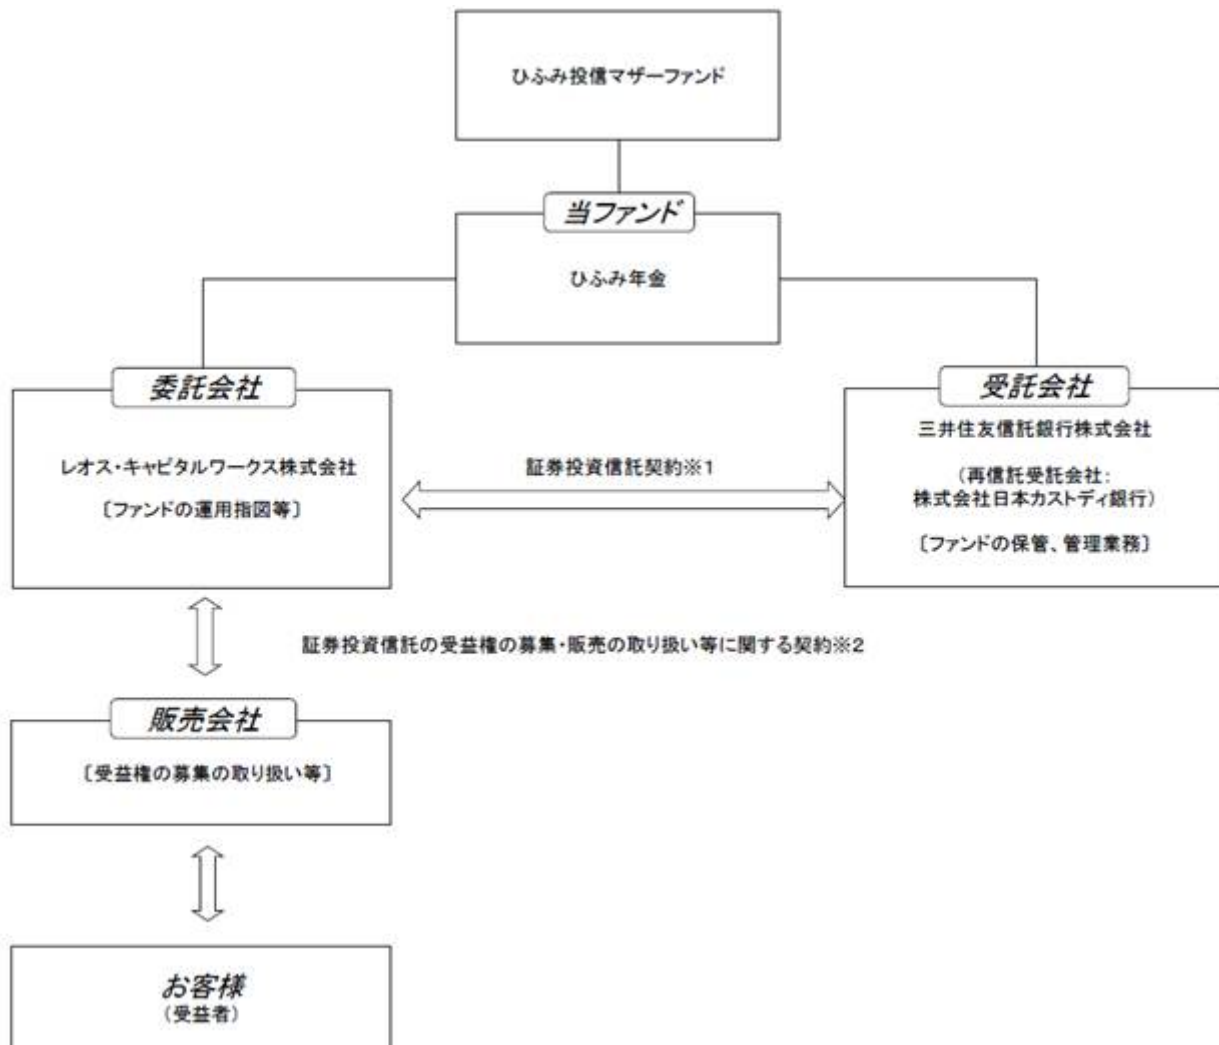 ひふみ投信マザーファンド
当ファンド
ひふみ年金
委託会社
レオス・キャピタルワークス株式会社
〔ファンドの運用指図等〕
証券投資信託契約※1
受託会社
三井住友信託銀行株式会社
（再信託受託会社：
株式会社日本カストディ銀行）
〔ファンドの保管、管理業務〕
証券投資信託の受益権の募集・販売の取り扱い等に関する契約※2
販売会社
〔受益権の募集の取り扱い等〕
お客様
（受益者）